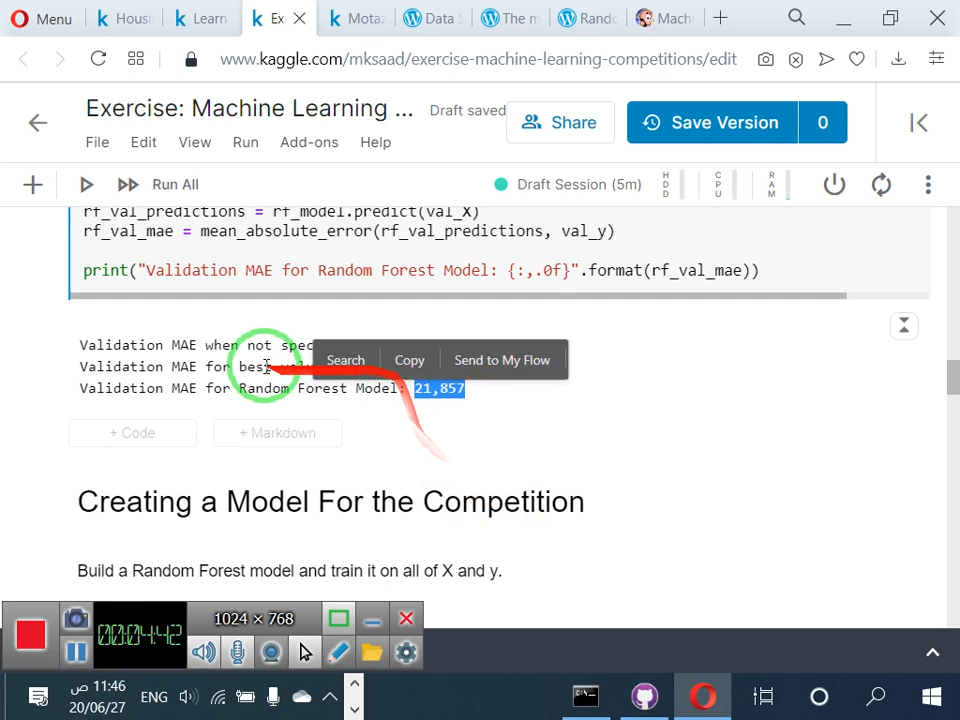 Menu
Housi
Learn
Exe
Motaz
Data S
The m
Rando
Machi
www.kaggle.com/mksaad/exercise-machine-learning-competitions/edit
Exercise: Machine Learning ...
Draft saved
Share
Save Version
0
File
Edit
View
Run
Add-ons
Help
Run All
Draft Session (5m)
HDD
CPU
RAM
rf_val_predictions = rf_model.predict(val_X)
rf_val_mae = mean_absolute_error(rf_val_predictions, val_y)
print("Validation MAE for Random Forest Model: {:,.0f}".format(rf_val_mae))
Validation MAE when not spec
Search
Copy
Send to My Flow
Validation MAE for best
Validation MAE for Random Forest Model: 21,857
+ Code
+ Markdown
Creating a Model For the Competition
Build a Random Forest model and train it on all of X and y.
1024 × 768
00:04:42
11:46 ص
20/06/27
ENG